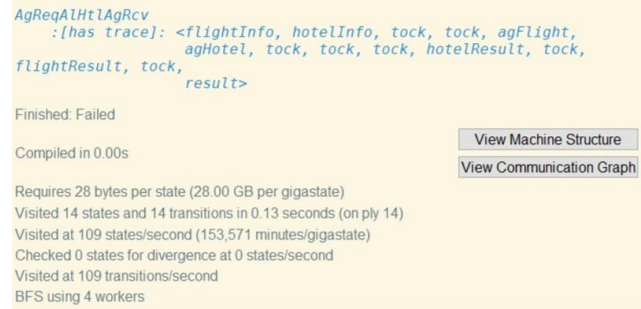 AgReqAlHtlAgRcv
:[has trace]: <flightInfo, hotelInfo, tock, tock, agFlight,
agHotel, tock, tock, tock, hotelResult, tock,
flightResult, tock,
result>
Finished: Failed
View Machine Structure
Compiled in 0.00s
View Communication Graph
Requires 28 bytes per state (28.00 GB per gigastate)
Visited 14 states and 14 transitions in 0.13 seconds (on ply 14)
Visited at 109 states/second (153,571 minutes/gigastate)
Checked 0 states for divergence at 0 states/second
Visited at 109 transitions/second
BFS using 4 workers